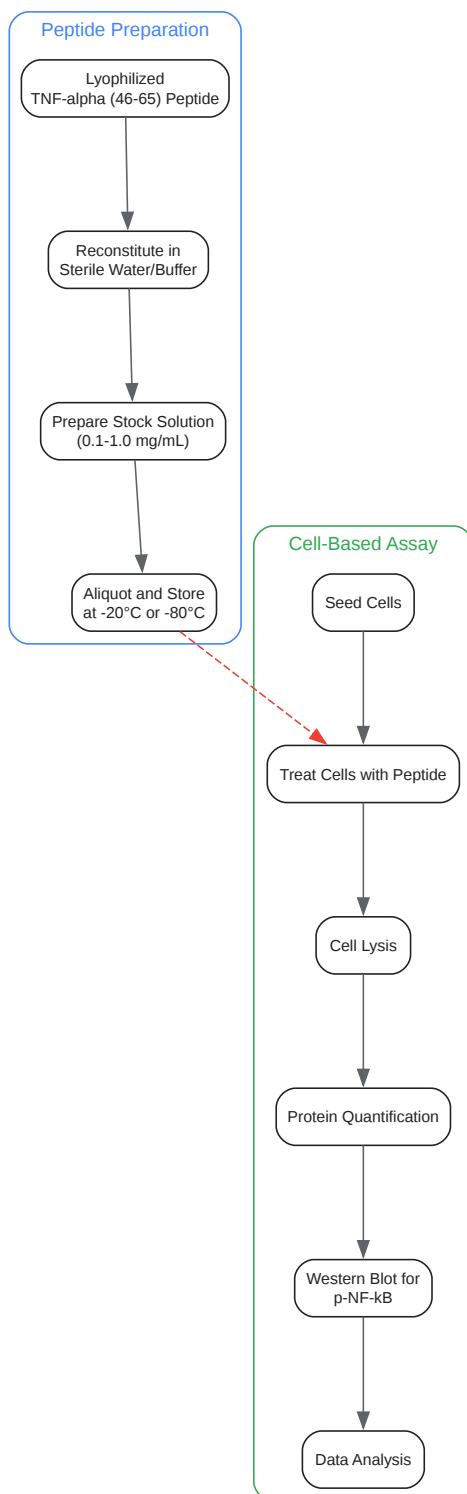 Peptide Preparation
Lyophilized
TNF-alpha (46-65) Peptide
Reconstitute in
Sterile Water/Buffer
Prepare Stock Solution
(0.1-1.0 mg/mL)
Aliquot and Store
at -20°C or -80°C
Cell-Based Assay
Seed Cells
Treat Cells with Peptide
Cell Lysis
Protein Quantification
Western Blot for
p-NF-kB
Data Analysis